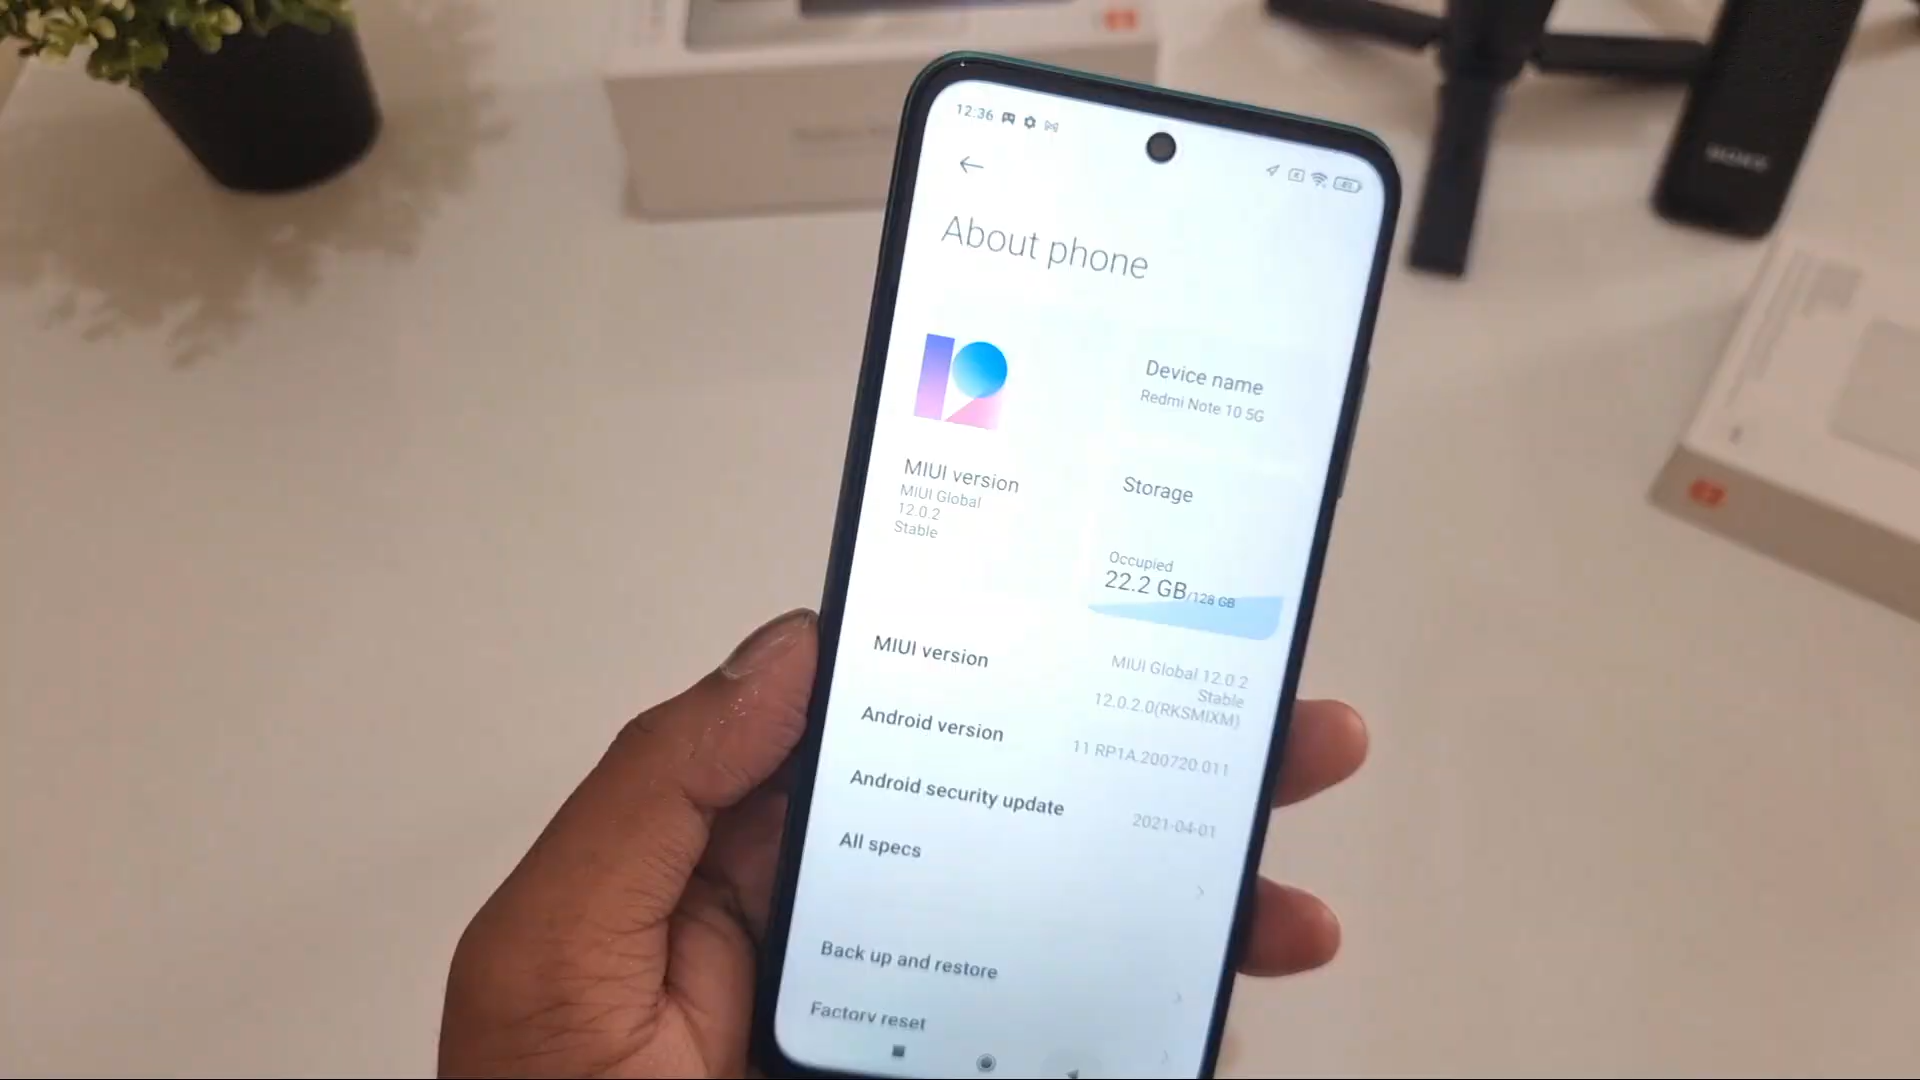 12.36
About phone
Device name
Redmi Note 10 5G
MIUI version
MIUI Global
12.0.2
Stable
Storage
Occupied
22.2 GB/128 GB
MIUI version
MIUI Global 12.0.2
Stable
12.0.2.0(RKSMIXM)
Android version
11 RP1A.200720.011
Android security update
2021-04-01
All specs
Back up and restore
Factory reset
SONY